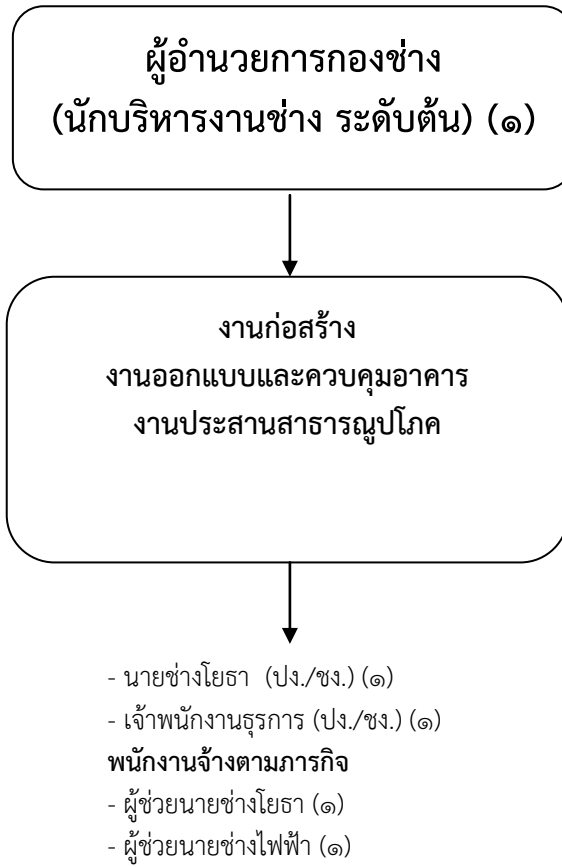 ผู้อำนวยการกองช่าง
(นักบริหารงานช่าง ระดับต้น) (๑)
งานก่อสร้าง
งานออกแบบและควบคุมอาคาร
งานประสานสาธารณูปโภค
- นายช่างโยธา (ปง./ชง.) (๑)
- เจ้าพนักงานธุรการ (ปง./ชง.) (๑)
พนักงานจ้างตามภารกิจ
- ผู้ช่วยนายช่างโยธา (๑)
- ผู้ช่วยนายช่างไฟฟ้า (๑)